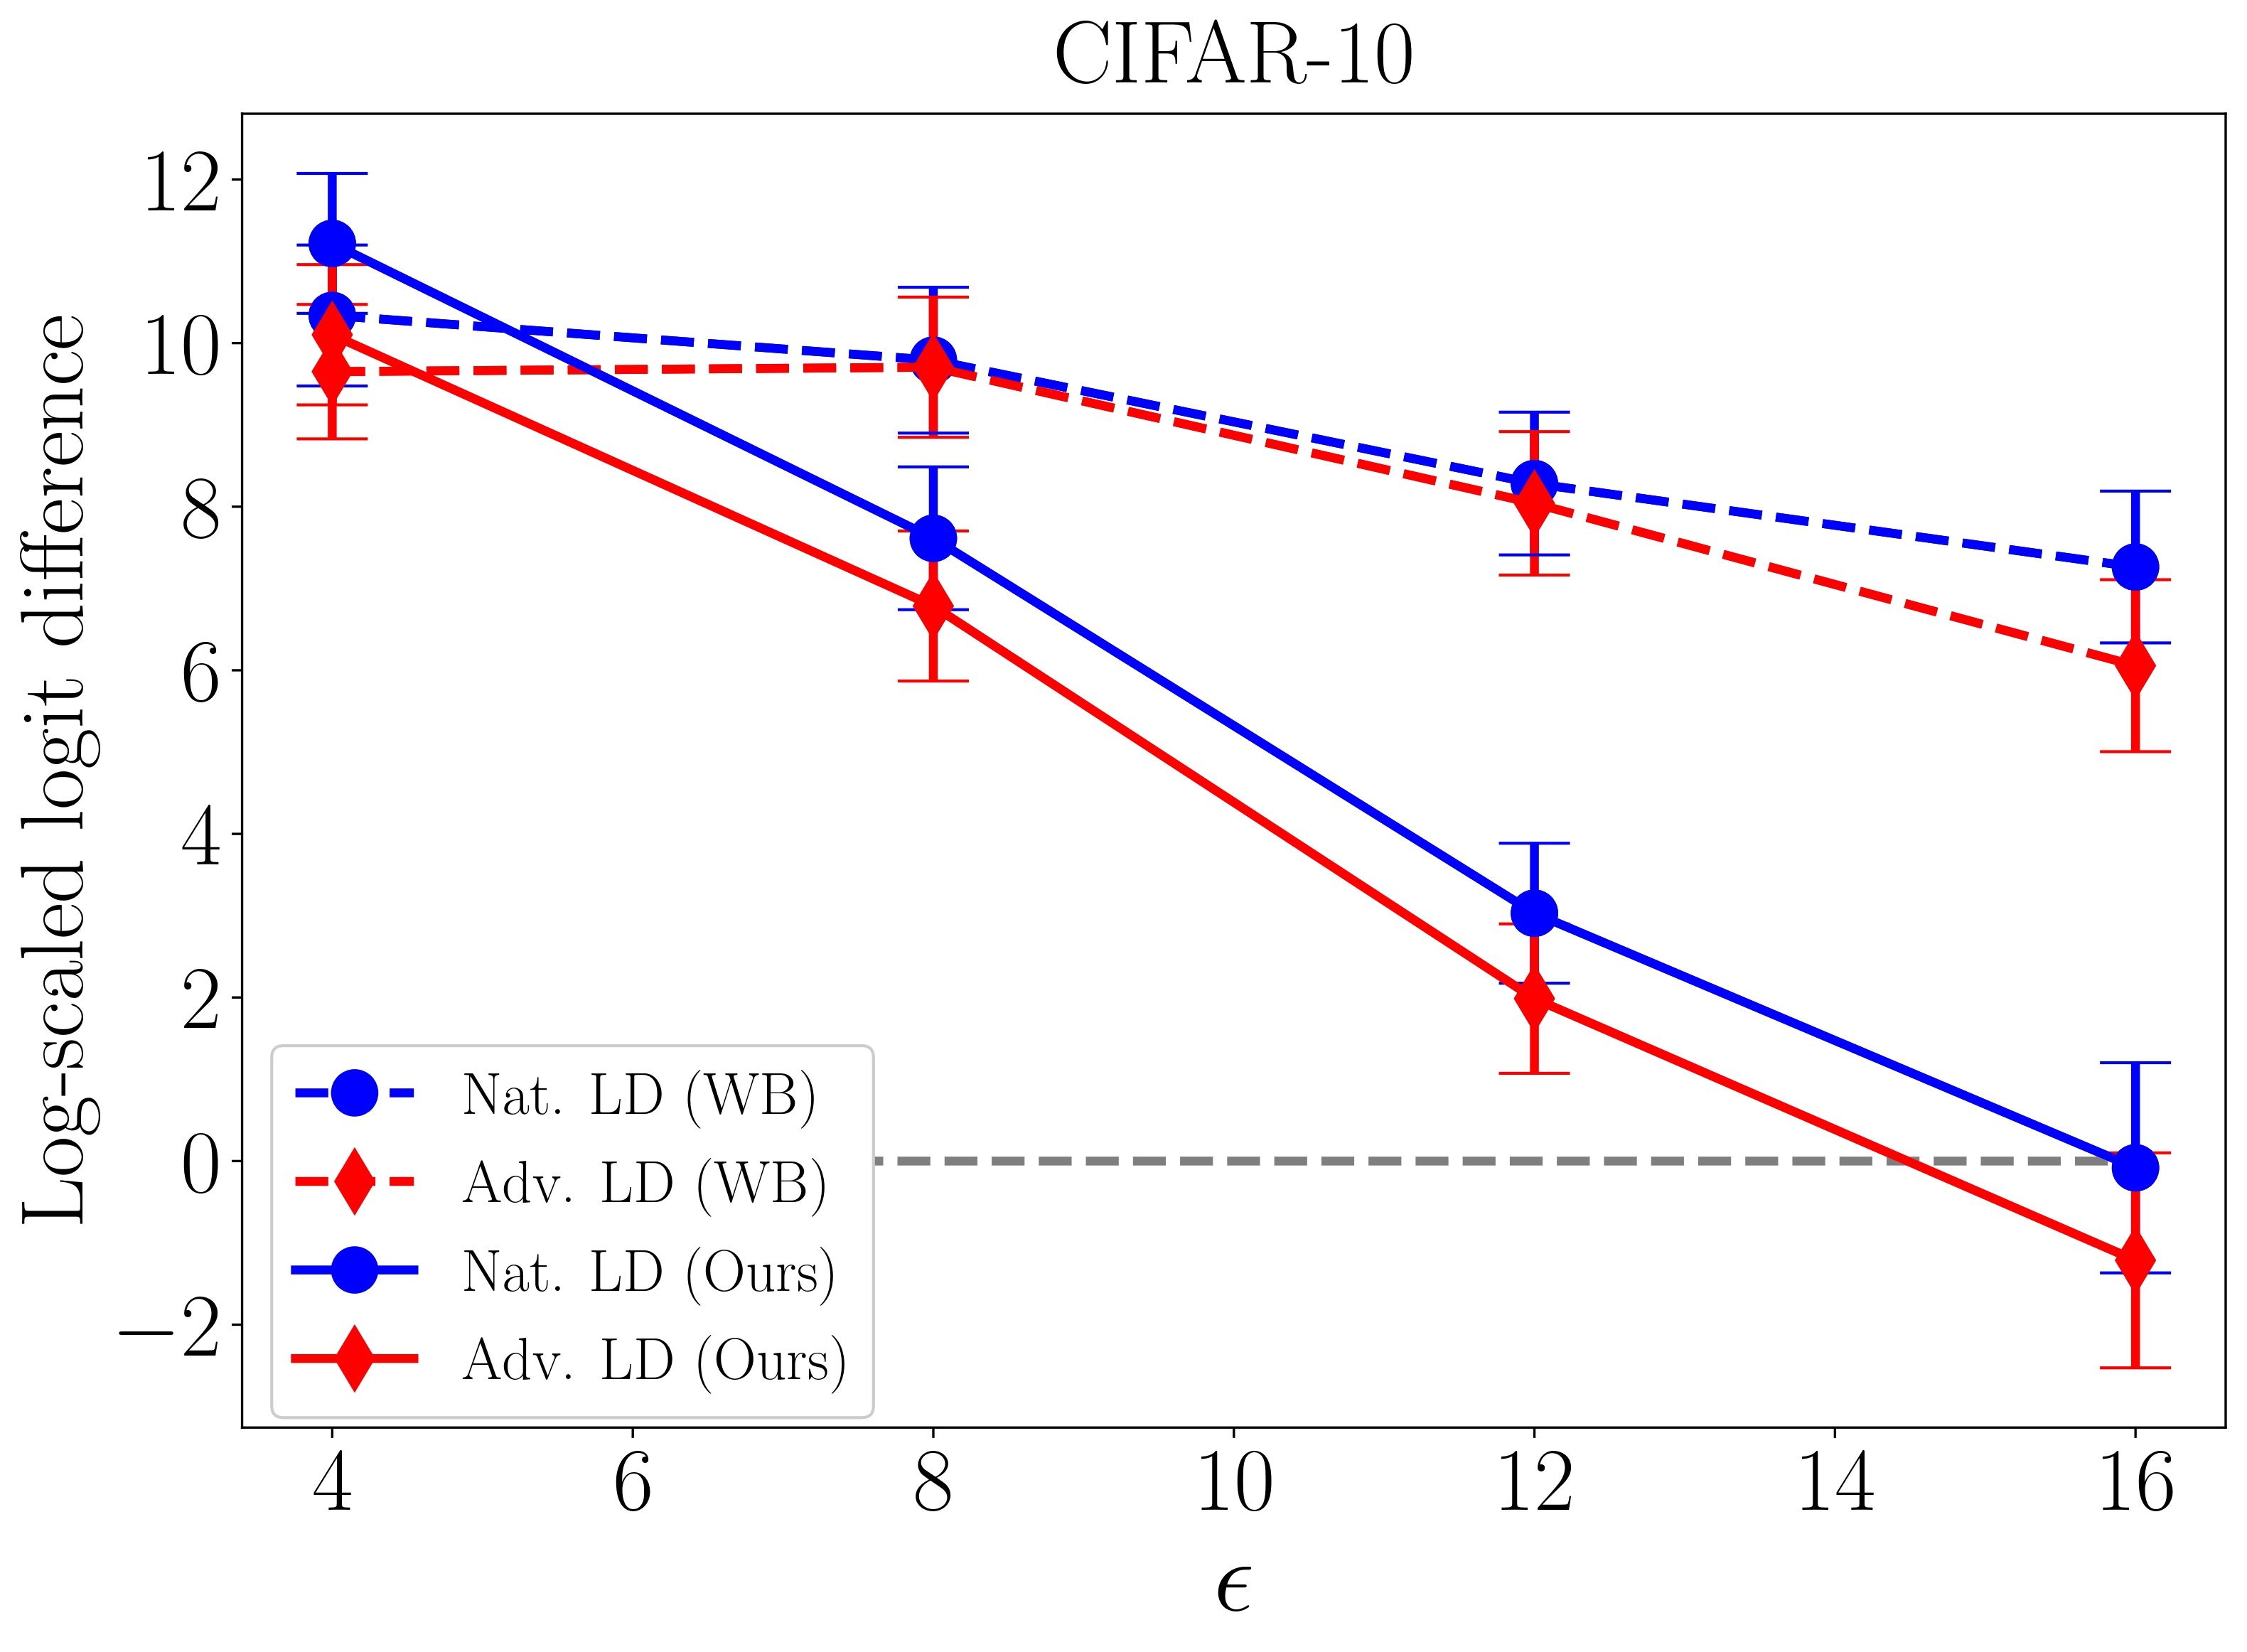 CIFAR-10
Log-scaled logit difference
12
10
8
6
4
2
0
−2
Nat. LD (WB)
Adv. LD (WB)
Nat. LD (Ours)
Adv. LD (Ours)
4 6 8 10 12 14 16
ϵ